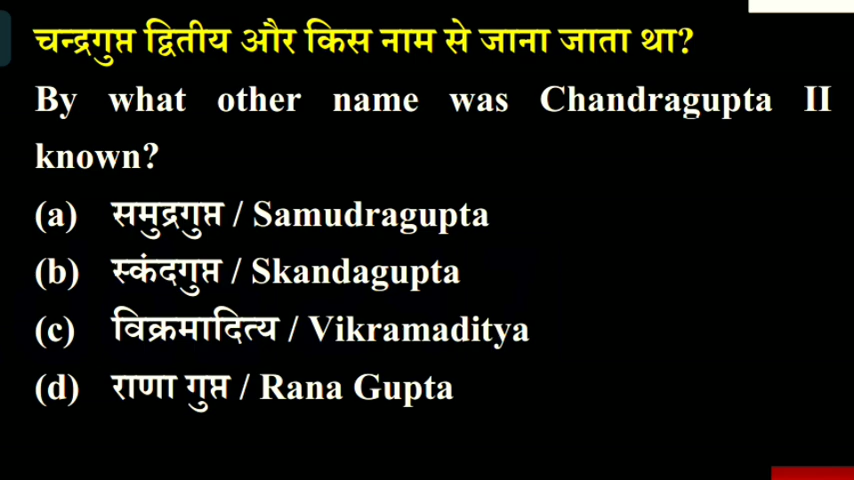 चन्द्रगुप्त द्वितीय और किस नाम से जाना जाता था?
By what other name was Chandragupta II
known?
(a) समुद्रगुप्त / Samudragupta
(b) स्कंदगुप्त / Skandagupta
(c) विक्रमादित्य / Vikramaditya
(d) राणा गुप्त / Rana Gupta